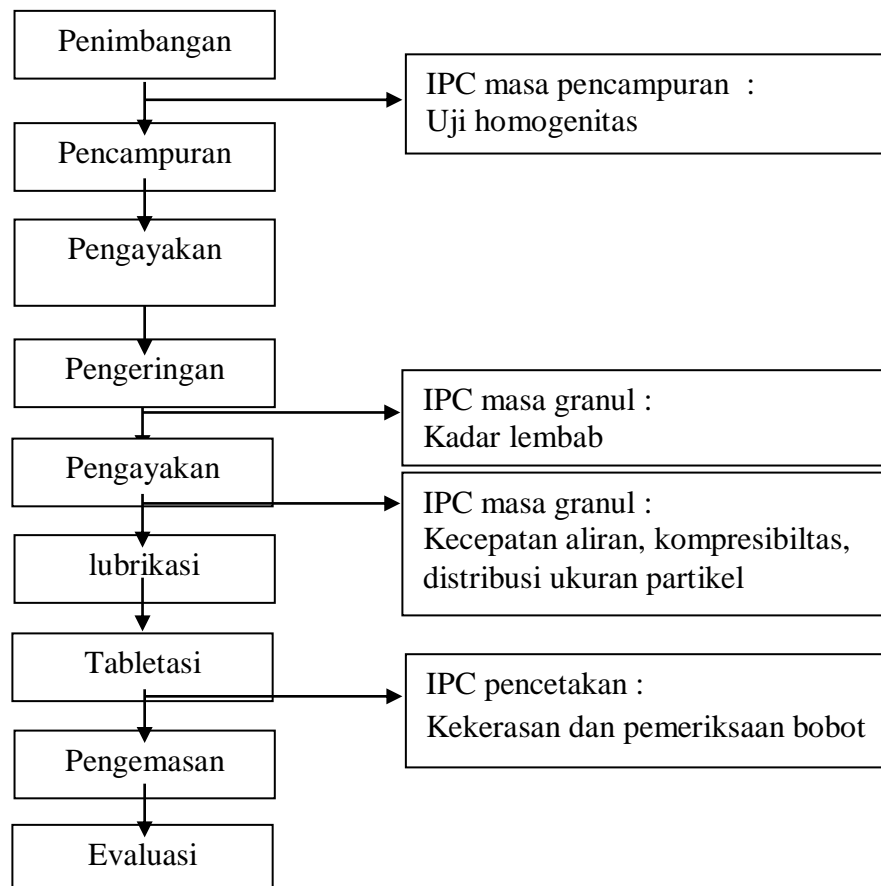 Penimbangan
IPC masa pencampuran :
Uji homogenitas
Pencampuran
Pengayakan
Pengeringan
IPC masa granul :
Kadar lembab
Pengayakan
IPC masa granul :
Kecepatan aliran, kompresibiltas,
distribusi ukuran partikel
lubrikasi
Tabletasi
IPC pencetakan :
Kekerasan dan pemeriksaan bobot
Pengemasan
Evaluasi